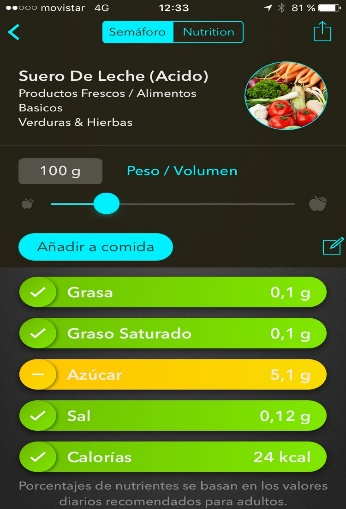 movistar 4G 12:33 81 %
Semáforo Nutrition
Suero De Leche (Acido)
Productos Frescos / Alimentos
Basicos
Verduras & Hierbas
100 g Peso / Volumen
Añadir a comida
Grasa 0,1 g
Graso Saturado 0,1 g
Azúcar 5,1 g
Sal 0,12 g
Calorías 24 kcal
Porcentajes de nutrientes se basan en los valores
diarios recomendados para adultos.